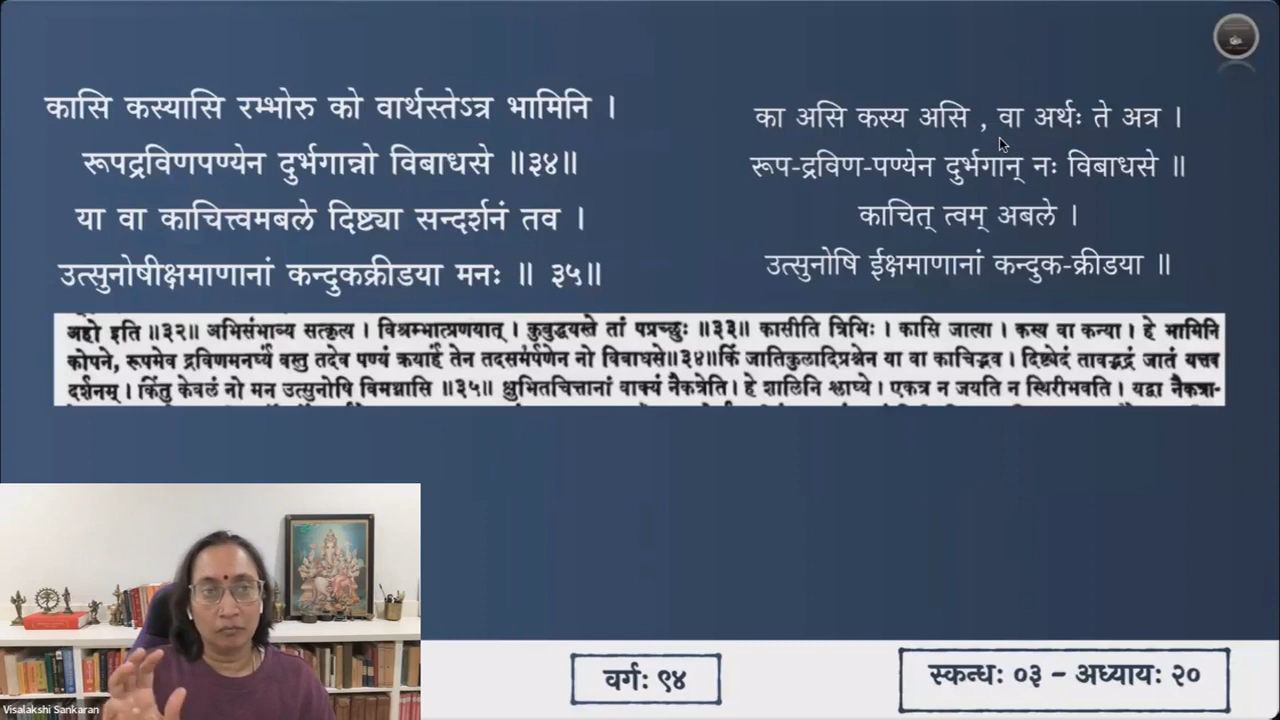 कासि कस्यासि रम्भोरु को वार्थस्तेऽत्र भामिनि ।
रूपद्रविणपण्येन दुर्भगान्नो विबाधसे ॥३४॥
या वा काचित्त्वमबले दिष्ट्या सन्दर्शनं तव ।
उत्सुनोषीक्षमाणानां कन्दुकक्रीडया मनः ॥ ३५॥
का असि कस्य असि , वा अर्थः ते अत्र ।
रूप-द्रविण-पण्येन दुर्भगान् नः विबाधसे ॥
काचित् त्वम् अबले ।
उत्सुनोषि ईक्षमाणानां कन्दुक-क्रीडया ॥
अहो इति ॥३२॥ अभिसंभाव्य सत्कृत्य । विश्रम्भात्प्रणयात् । कुबुद्धयस्ते तां पप्रच्छुः ॥३३॥ कासीति त्रिभिः । कासि जात्या । कस्य वा कन्या । हे भामिनि
कोपने, रूपमेव द्रविणमनर्घ्यं वस्तु तदेव पण्यं क्रयार्हं तेन तदसमर्पणेन नो विबाधसे॥३४॥किं जातिकुलादिप्रश्नेन या वा काचिद्भव । दिष्ट्येदं तावद्भद्रं जातं यत्तव
दर्शनम् । किंतु केवलं नो मन उत्सुनोषि विमथ्नासि ॥३५॥ क्षुभितचित्तानां वाक्यं नैकत्रेति । हे शालिनि श्लाघ्ये । एकत्र न जयति न स्थिरीभवति । यद्वा नैकत्रा-
Visalakshi Sankaran
वर्गः ९४
स्कन्धः ०३ – अध्यायः २०